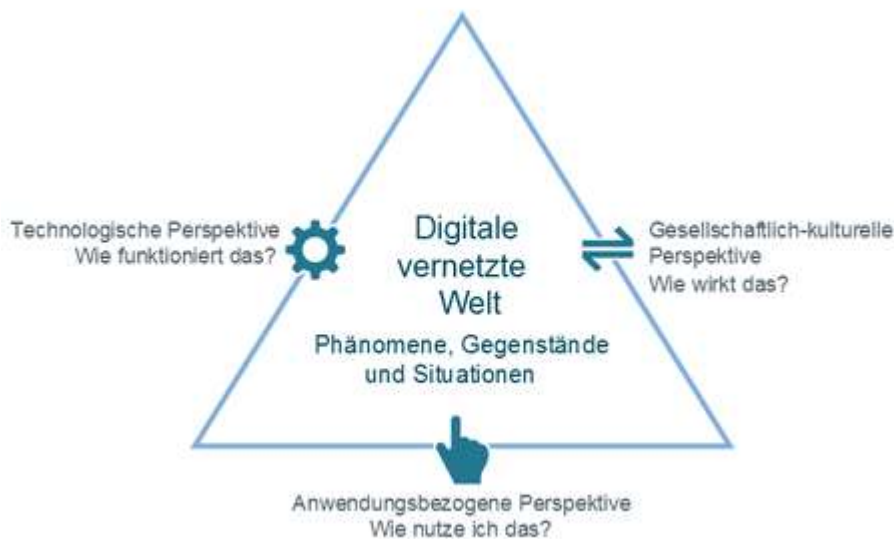 Technologische Perspektive
Wie funktioniert das?
Digitale
vernetzte
Welt
Phänomene, Gegenstände
und Situationen
Gesellschaftlich-kulturelle
Perspektive
Wie wirkt das?
Anwendungsbezogene Perspektive
Wie nutze ich das?